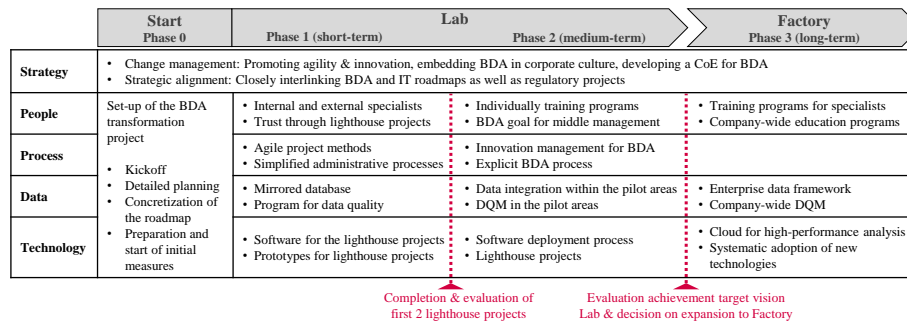 Start
Phase 0
Lab
Phase 1 (short-term)
Phase 2 (medium-term)
Factory
Phase 3 (long-term)
Strategy
• Change management: Promoting agility & innovation, embedding BDA in corporate culture, developing a CoE for BDA
• Strategic alignment: Closely interlinking BDA and IT roadmaps as well as regulatory projects
Set-up of the BDA
transformation
project
• Kickoff
• Detailed planning
• Concretization of
the roadmap
• Preparation and
start of initial
measures
People
• Internal and external specialists
• Trust through lighthouse projects
• Individually training programs
• BDA goal for middle management
• Training programs for specialists
• Company-wide education programs
Process
• Agile project methods
• Simplified administrative processes
• Innovation management for BDA
• Explicit BDA process
Data
• Mirrored database
• Program for data quality
• Data integration within the pilot areas
• DQM in the pilot areas
• Enterprise data framework
• Company-wide DQM
Technology
• Software for the lighthouse projects
• Prototypes for lighthouse projects
• Software deployment process
• Lighthouse projects
• Cloud for high-performance analysis
• Systematic adoption of new
technologies
Completion & evaluation of
first 2 lighthouse projects
Evaluation achievement target vision
Lab & decision on expansion to Factory